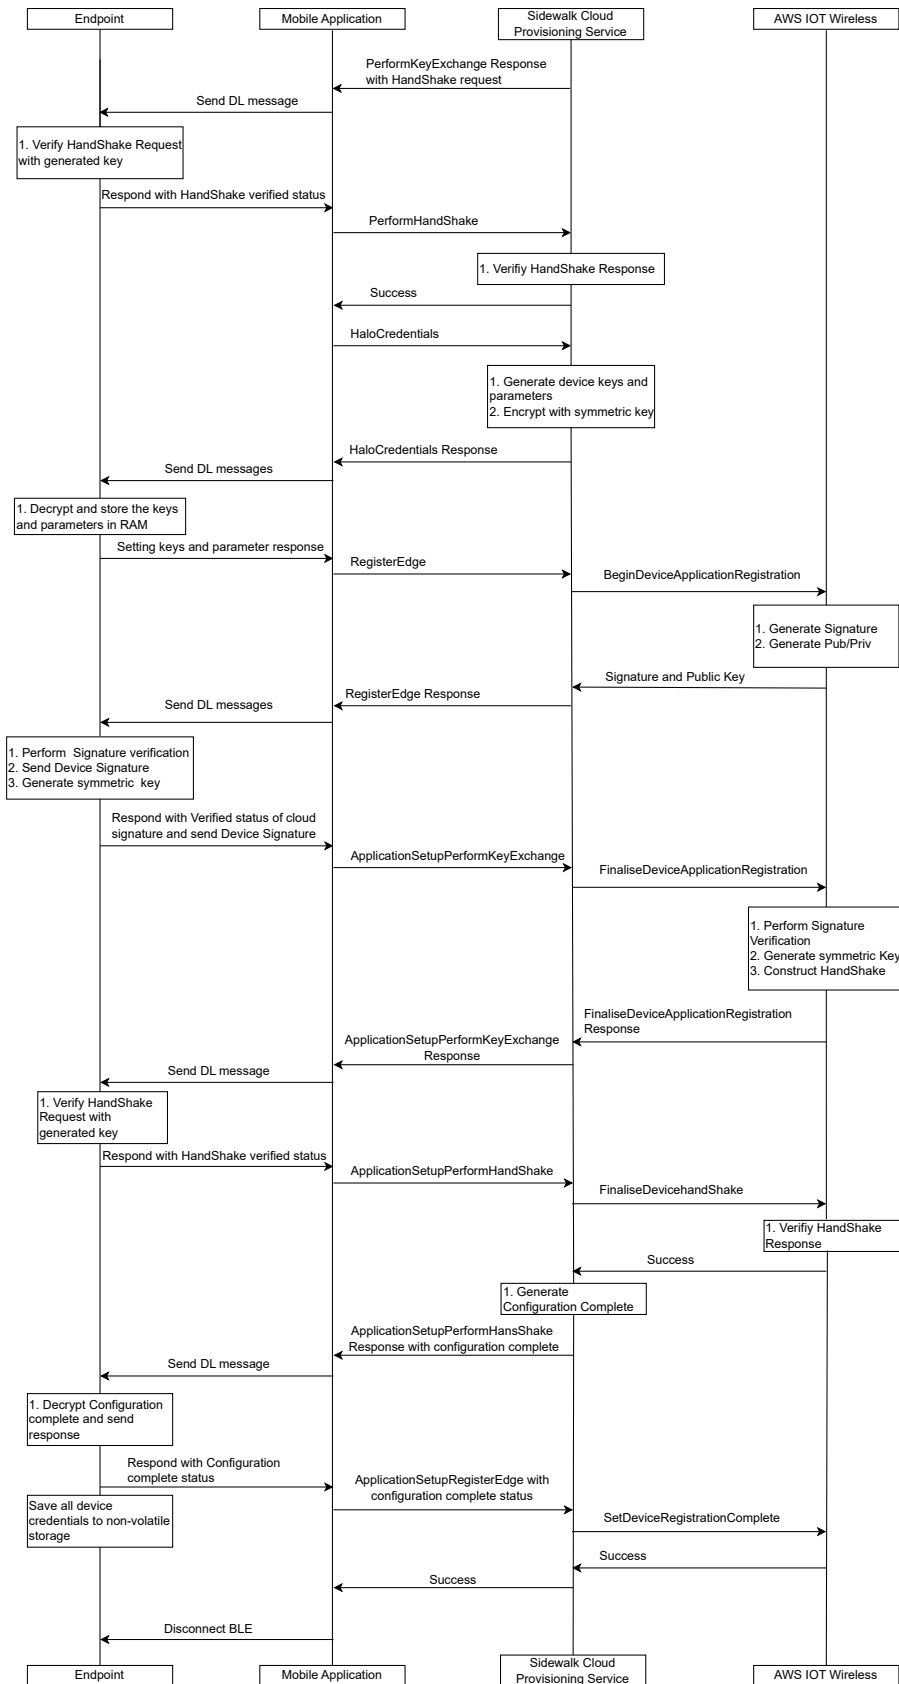 Endpoint
Mobile Application
Sidewalk Cloud
Provisioning Service
AWS IOT Wireless
PerformKeyExchange Response
with HandShake request
Send DL message
1. Verify HandShake Request
with generated key
Respond with HandShake verified status
PerformHandShake
1. Verifiy HandShake Response
Success
HaloCredentials
1. Generate device keys and
parameters
2. Encrypt with symmetric key
HaloCredentials Response
Send DL messages
1. Decrypt and store the keys
and parameters in RAM
Setting keys and parameter response
RegisterEdge
BeginDeviceApplicationRegistration
1. Generate Signature
2. Generate Pub/Priv
Signature and Public Key
RegisterEdge Response
Send DL messages
1. Perform  Signature verification
2. Send Device Signature
3. Generate symmetric  key
Respond with Verified status of cloud
signature and send Device Signature
ApplicationSetupPerformKeyExchange
FinaliseDeviceApplicationRegistration
1. Perform Signature
Verification
2. Generate symmetric Key
3. Construct HandShake
FinaliseDeviceApplicationRegistration
Response
ApplicationSetupPerformKeyExchange
Response
Send DL message
1. Verify HandShake
Request with
generated key
Respond with HandShake verified status
ApplicationSetupPerformHandShake
FinaliseDevicehandShake
1. Verifiy HandShake
Response
Success
1. Generate
Configuration Complete
ApplicationSetupPerformHansShake
Response with configuration complete
Send DL message
1. Decrypt Configuration
complete and send
response
Respond with Configuration
complete status
ApplicationSetupRegisterEdge with
configuration complete status
Save all device
credentials to non-volatile
storage
SetDeviceRegistrationComplete
Success
Success
Disconnect BLE
Endpoint
Mobile Application
Sidewalk Cloud
Provisioning Service
AWS IOT Wireless